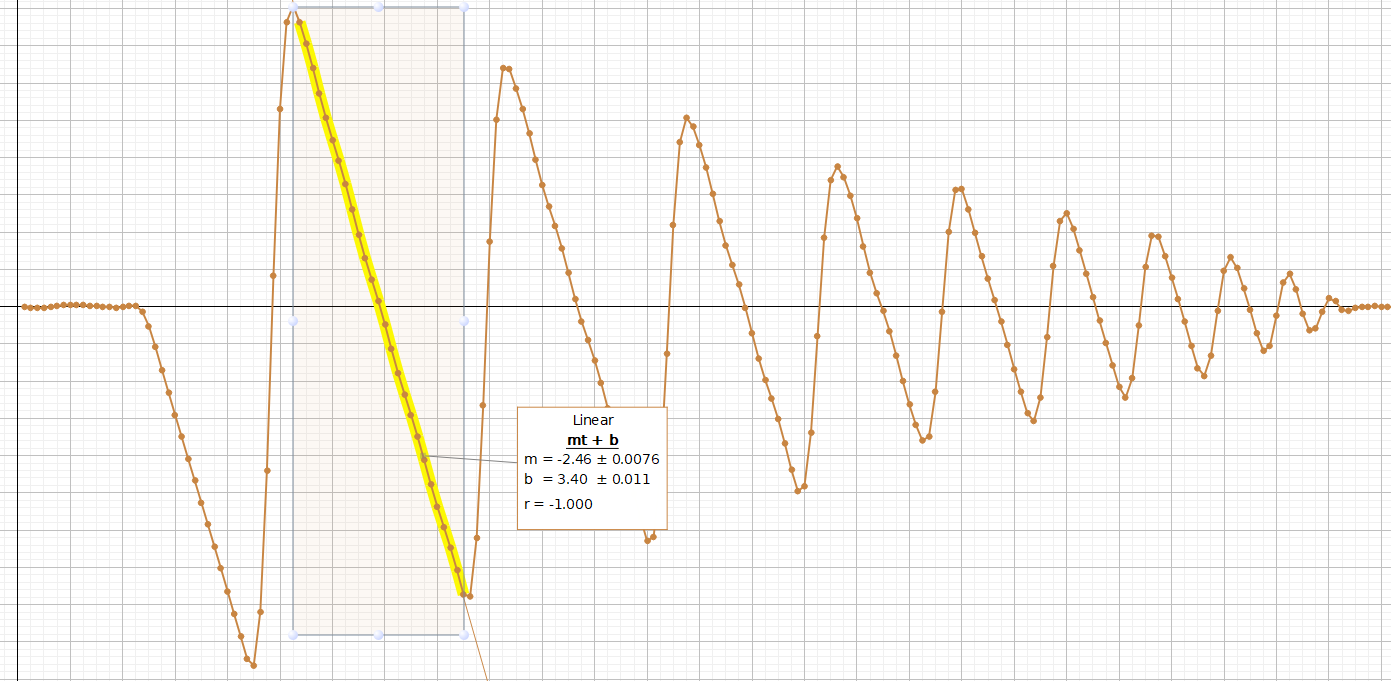 Linear
mt + b
m = -2.46 ± 0.0076
b = 3.40 ± 0.011
r = -1.000